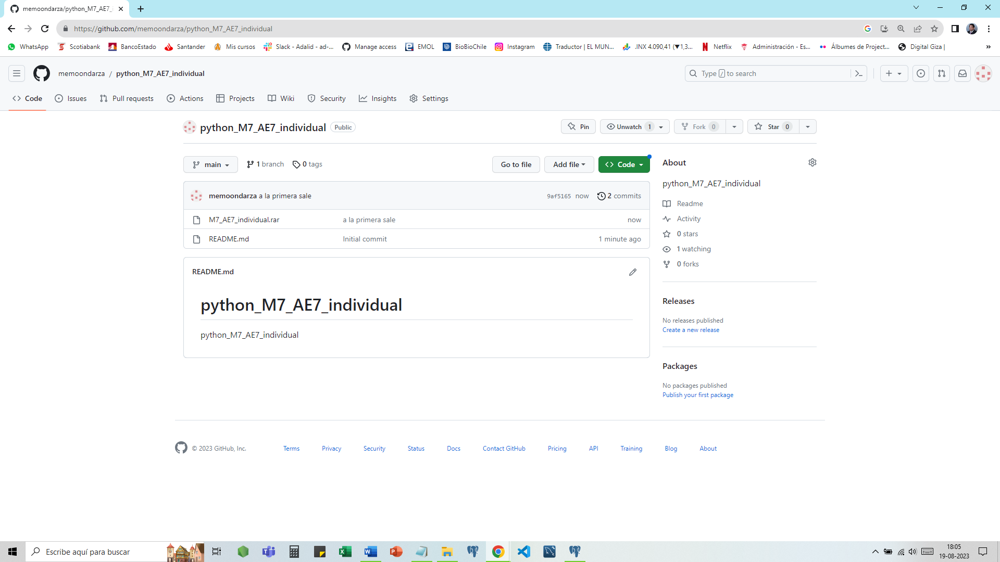 memoondarza/python_M7_AE7_i
https://github.com/memoondarza/python_M7_AE7_individual
WhatsApp Scotiabank BancoEstado Santander Mis cursos Slack - Adalid - ad-... Manage access EMOL BioBioChile Instagram Traductor | EL MUN... .INX 4.090,41 (▼1,3... Netflix Administración - Es... Álbumes de Project... Digital Giza | »
memoondarza / python_M7_AE7_individual
Type / to search
Code Issues Pull requests Actions Projects Wiki Security Insights Settings
python_M7_AE7_individual Public
Pin Unwatch 1 Fork 0 Star 0
main 1 branch 0 tags Go to file Add file Code
memoondarza a la primera sale 9af5165 now 2 commits
M7_AE7_individual.rar a la primera sale now
README.md Initial commit 1 minute ago
README.md
python_M7_AE7_individual
python_M7_AE7_individual
About
python_M7_AE7_individual
Readme
Activity
0 stars
1 watching
0 forks
Releases
No releases published
Create a new release
Packages
No packages published
Publish your first package
© 2023 GitHub, Inc. Terms Privacy Security Status Docs Contact GitHub Pricing API Training Blog About
Escribe aquí para buscar
18:05
19-08-2023